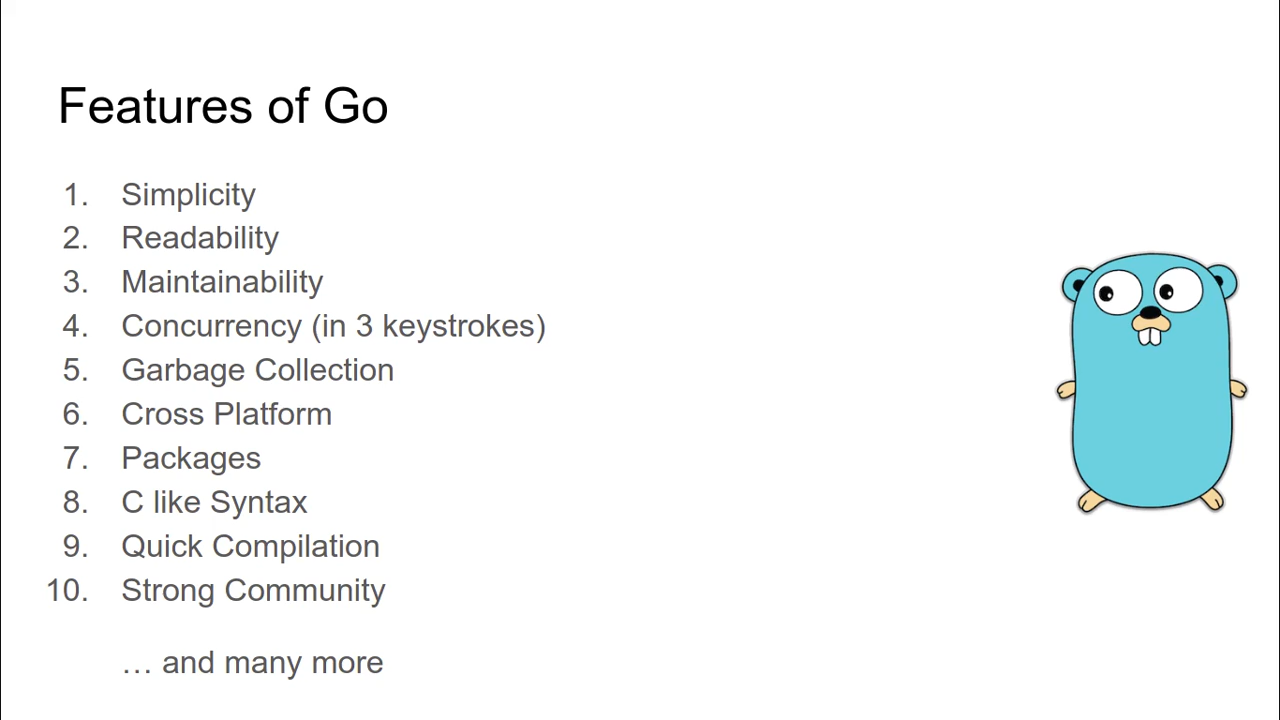 Features of Go
1. Simplicity
2. Readability
3. Maintainability
4. Concurrency (in 3 keystrokes)
5. Garbage Collection
6. Cross Platform
7. Packages
8. C like Syntax
9. Quick Compilation
10. Strong Community
… and many more